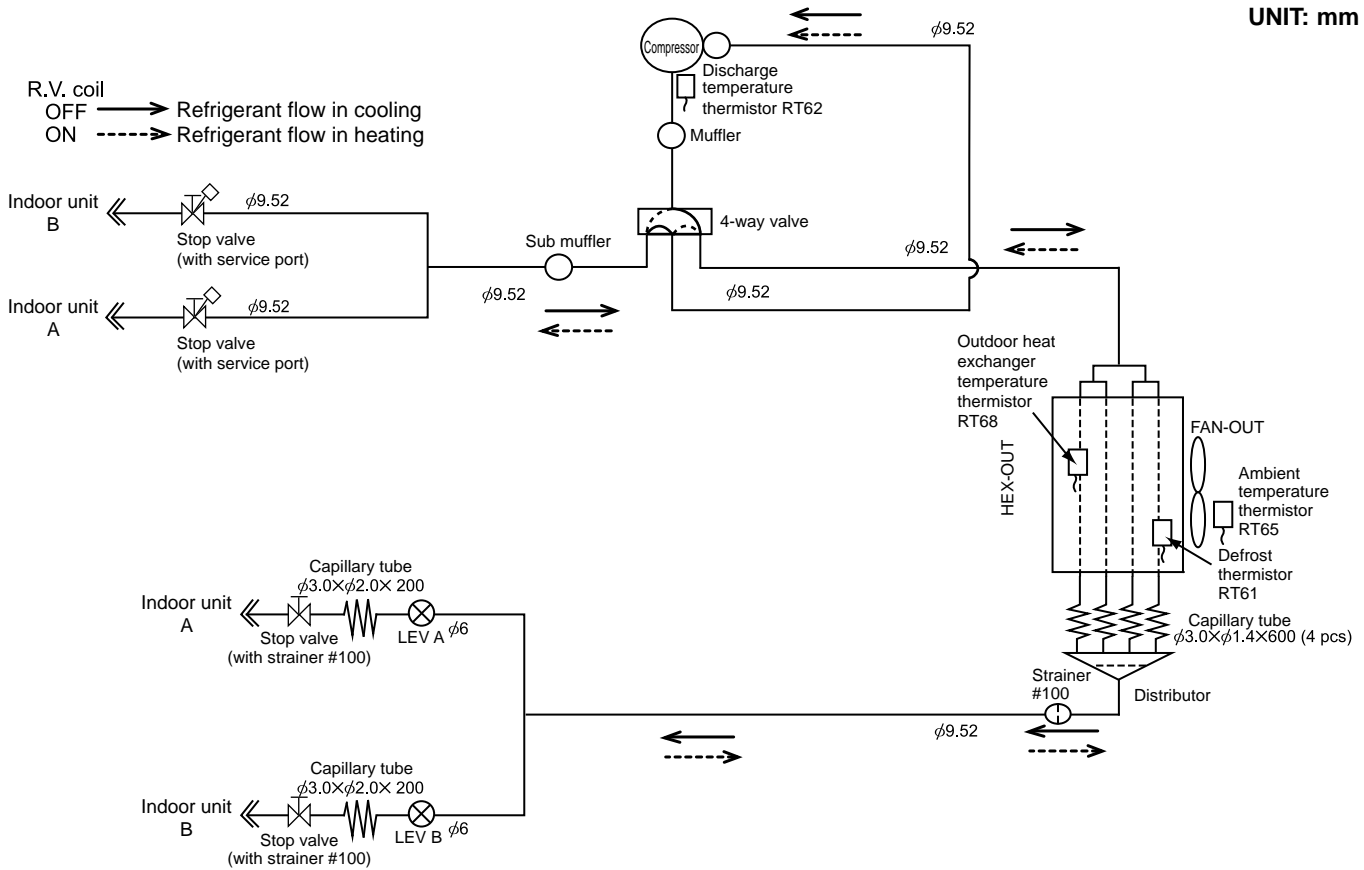 UNIT: mm
ϕ9.52
Compressor
Discharge
temperature
thermistor RT62
R.V. coil
OFF Refrigerant flow in cooling
ON Refrigerant flow in heating
Muffler
Indoor unit
B
ϕ9.52
Stop valve
(with service port)
4-way valve
Sub muffler
ϕ9.52
ϕ9.52
ϕ9.52
Indoor unit
A
ϕ9.52
Stop valve
(with service port)
Outdoor heat
exchanger
temperature
thermistor
RT68
HEX-OUT
FAN-OUT
Ambient
temperature
thermistor
RT65
Defrost
thermistor
RT61
Capillary tube
ϕ3.0×ϕ1.4×600 (4 pcs)
Capillary tube
ϕ3.0×ϕ2.0× 200
Indoor unit
A
Stop valve
(with strainer #100)
LEV A
ϕ6
Strainer
#100
Distributor
ϕ9.52
Capillary tube
ϕ3.0×ϕ2.0× 200
Indoor unit
B
Stop valve
(with strainer #100)
LEV B
ϕ6